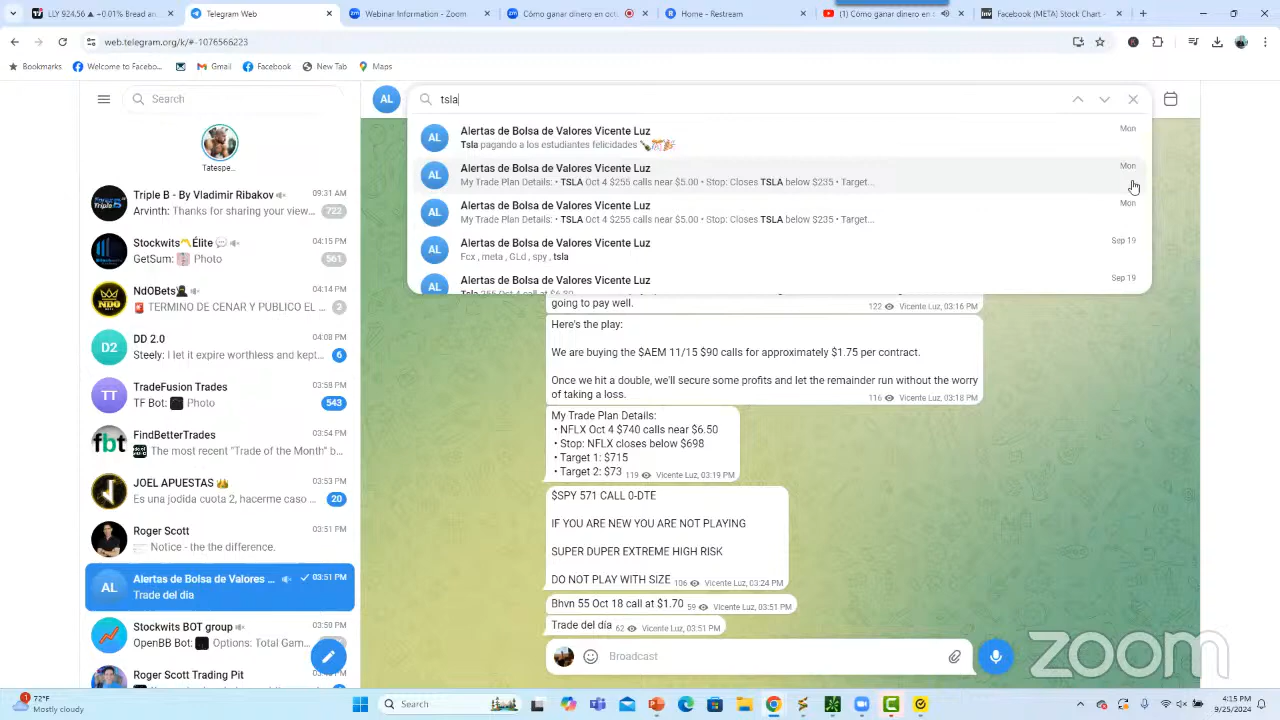 LLY 924.56 ▲ +0.61% Bread an
Telegram Web
Webinar Information - Zoom
Cómo ganar dinero en oct
Home - Restream
(1) Cómo ganar dinero en
Facebook (META) Stock Chart -
web.telegram.org/k/#-1076566223
Bookmarks
Welcome to Facebo...
Gmail
Facebook
New Tab
Maps
Search
Tatespe...
Triple B - By Vladimir Ribakov
09:31 AM
Arvinth: Thanks for sharing your view...
722
Stockwits Élite
04:15 PM
GetSum: Photo
561
NdOBets
04:14 PM
TERMINO DE CENAR Y PUBLICO EL ...
2
D2
DD 2.0
04:08 PM
Steely: I let it expire worthless and kept...
6
TT
TradeFusion Trades
03:58 PM
TF Bot: Photo
543
fbt
FindBetterTrades
03:54 PM
The most recent "Trade of the Month" b...
JOEL APUESTAS
03:53 PM
Es una jodida cuota 2, hacerme caso ...
20
Roger Scott
03:51 PM
Notice - the the difference.
AL
Alertas de Bolsa de Valores ...
03:51 PM
Trade del dia
Stockwits BOT group
03:50 PM
OpenBB Bot: Options: Total Gam...
Roger Scott Trading Pit
AL
tsla
AL
Alertas de Bolsa de Valores Vicente Luz
Mon
Tsla pagando a los estudiantes felicidades
AL
Alertas de Bolsa de Valores Vicente Luz
Mon
My Trade Plan Details: • TSLA Oct 4 $255 calls near $5.00 • Stop: Closes TSLA below $235 • Target...
AL
Alertas de Bolsa de Valores Vicente Luz
Mon
My Trade Plan Details: • TSLA Oct 4 $255 calls near $5.00 • Stop: Closes TSLA below $235 • Target...
AL
Alertas de Bolsa de Valores Vicente Luz
Sep 19
Fcx , meta , GLd , spy , tsla
AL
Alertas de Bolsa de Valores Vicente Luz
Sep 19
going to pay well.
122 Vicente Luz, 03:16 PM
Here's the play:
We are buying the $AEM 11/15 $90 calls for approximately $1.75 per contract.
Once we hit a double, we'll secure some profits and let the remainder run without the worry
of taking a loss.
116 Vicente Luz, 03:18 PM
My Trade Plan Details:
• NFLX Oct 4 $740 calls near $6.50
• Stop: NFLX closes below $698
• Target 1: $715
• Target 2: $73
119 Vicente Luz, 03:19 PM
$SPY 571 CALL 0-DTE
IF YOU ARE NEW YOU ARE NOT PLAYING
SUPER DUPER EXTREME HIGH RISK
DO NOT PLAY WITH SIZE
106 Vicente Luz, 03:24 PM
Bhvn 55 Oct 18 call at $1.70
59 Vicente Luz, 03:51 PM
Trade del dia
62 Vicente Luz, 03:51 PM
Broadcast
zoom
1
72°F
Mostly cloudy
Search
4:15 PM
9/25/2024